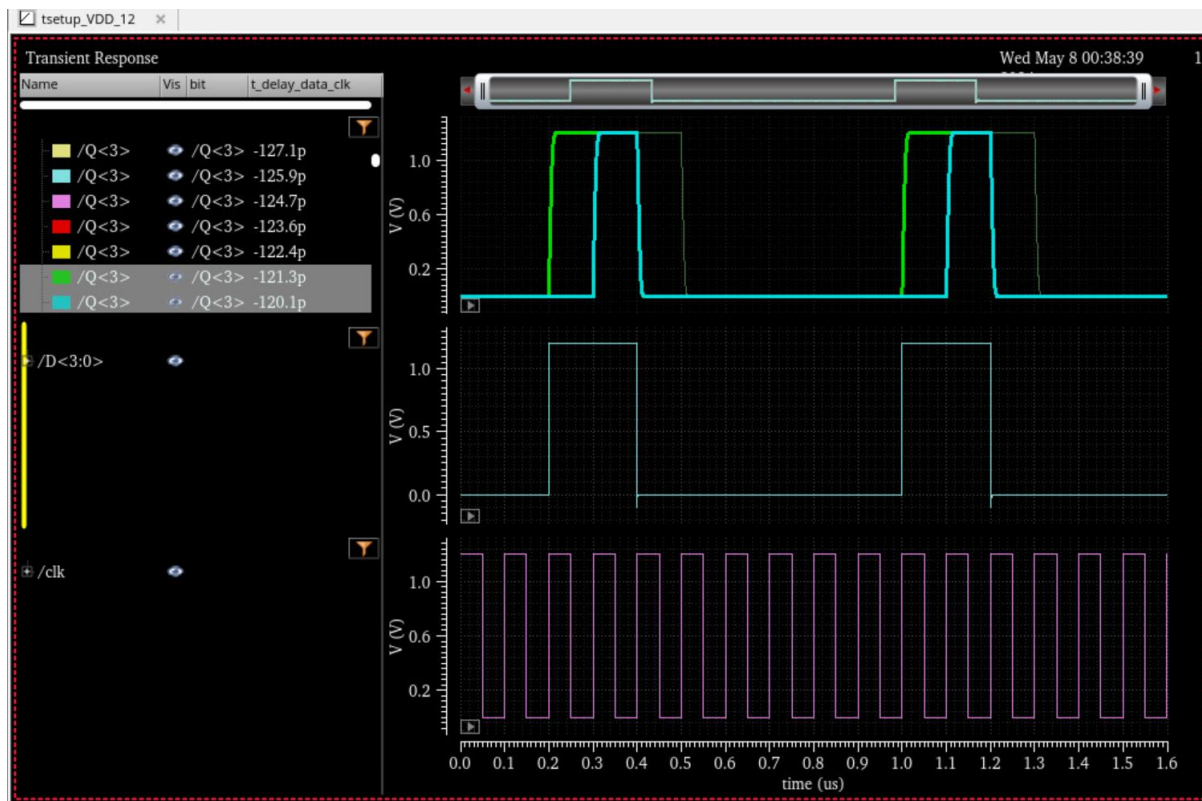 tsetup_VDD_12 ×
Transient Response
Wed May 8 00:38:39
1
Name Vis bit t_delay_data_clk
/Q<3> /Q<3> -127.1p
/Q<3> /Q<3> -125.9p
/Q<3> /Q<3> -124.7p
/Q<3> /Q<3> -123.6p
/Q<3> /Q<3> -122.4p
/Q<3> /Q<3> -121.3p
/Q<3> /Q<3> -120.1p
1.0
0.6
0.2
V (V)
/D<3:0>
1.0
0.5
0.0
V (V)
/clk
1.0
0.6
0.2
V (V)
0.0 0.1 0.2 0.3 0.4 0.5 0.6 0.7 0.8 0.9 1.0 1.1 1.2 1.3 1.4 1.5 1.6
time (us)